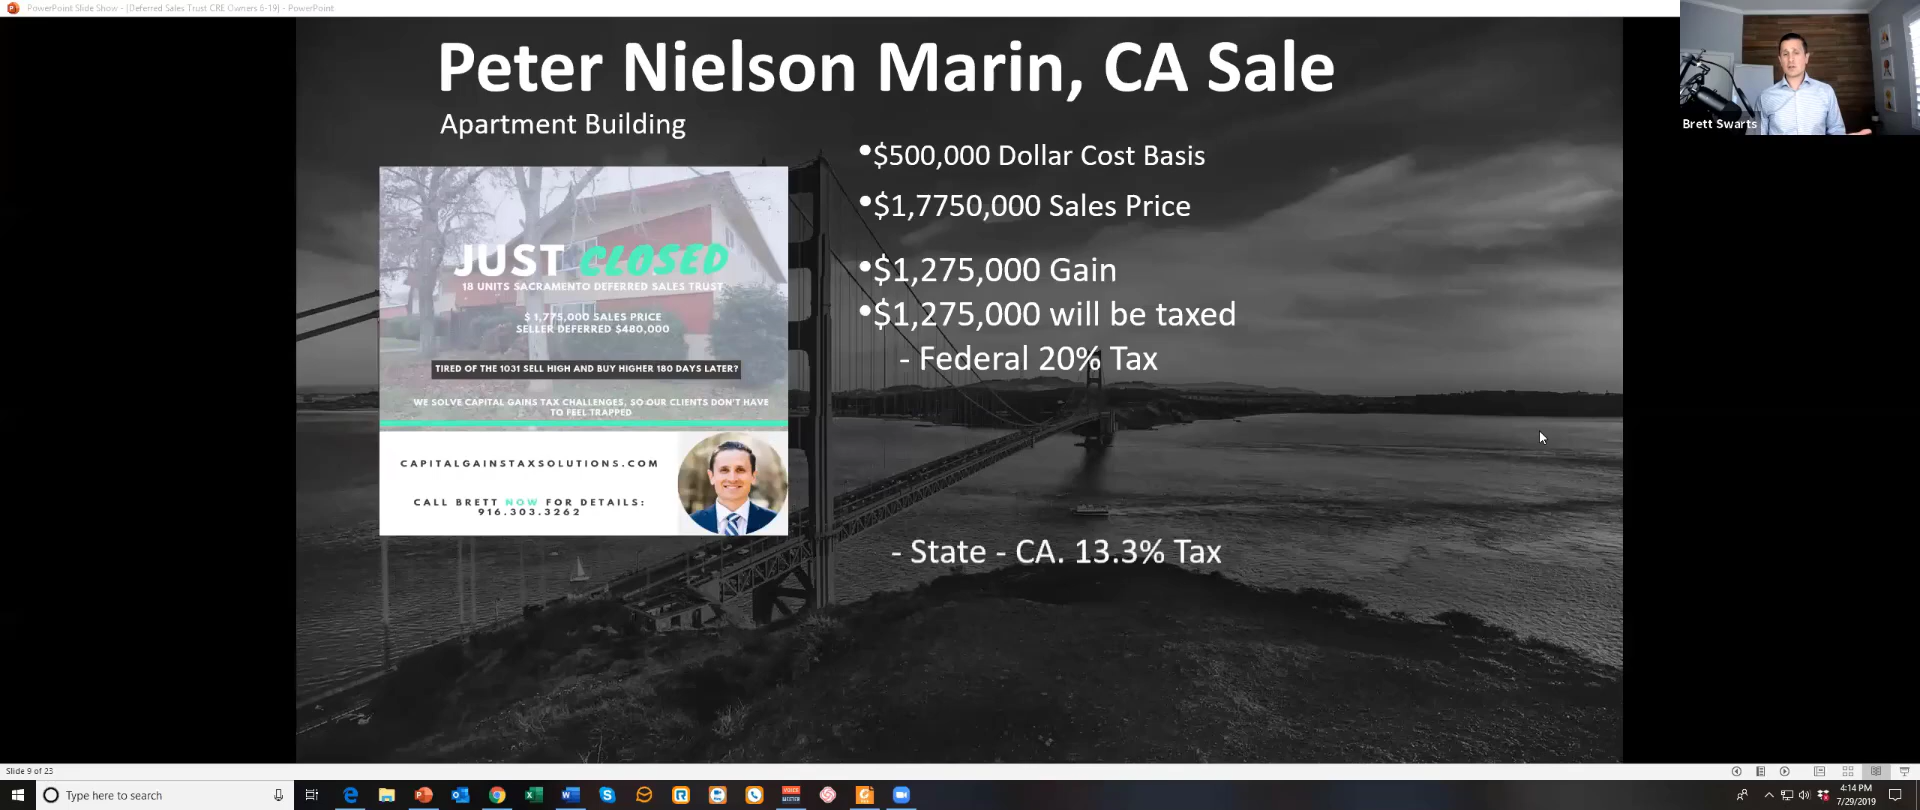 PowerPoint Slide Show - [Deferred Sales Trust CRE Owners 6-19] - PowerPoint
Peter Nielson Marin, CA Sale
Apartment Building
Brett Swarts
•$500,000 Dollar Cost Basis
•$1,7750,000 Sales Price
•$1,275,000 Gain
•$1,275,000 will be taxed
- Federal 20% Tax
- State - CA. 13.3% Tax
JUST CLOSED
18 UNITS SACRAMENTO DEFERRED SALES TRUST
$ 1,775,000 SALES PRICE
SELLER DEFERRED $480,000
TIRED OF THE 1031 SELL HIGH AND BUY HIGHER 180 DAYS LATER?
WE SOLVE CAPITAL GAINS TAX CHALLENGES, SO OUR CLIENTS DON'T HAVE
TO FEEL TRAPPED
CAPITALGAINSTAXSOLUTIONS.COM
CALL BRETT NOW FOR DETAILS:
916.303.3262
Slide 9 of 23
Type here to search
4:14 PM
7/29/2019